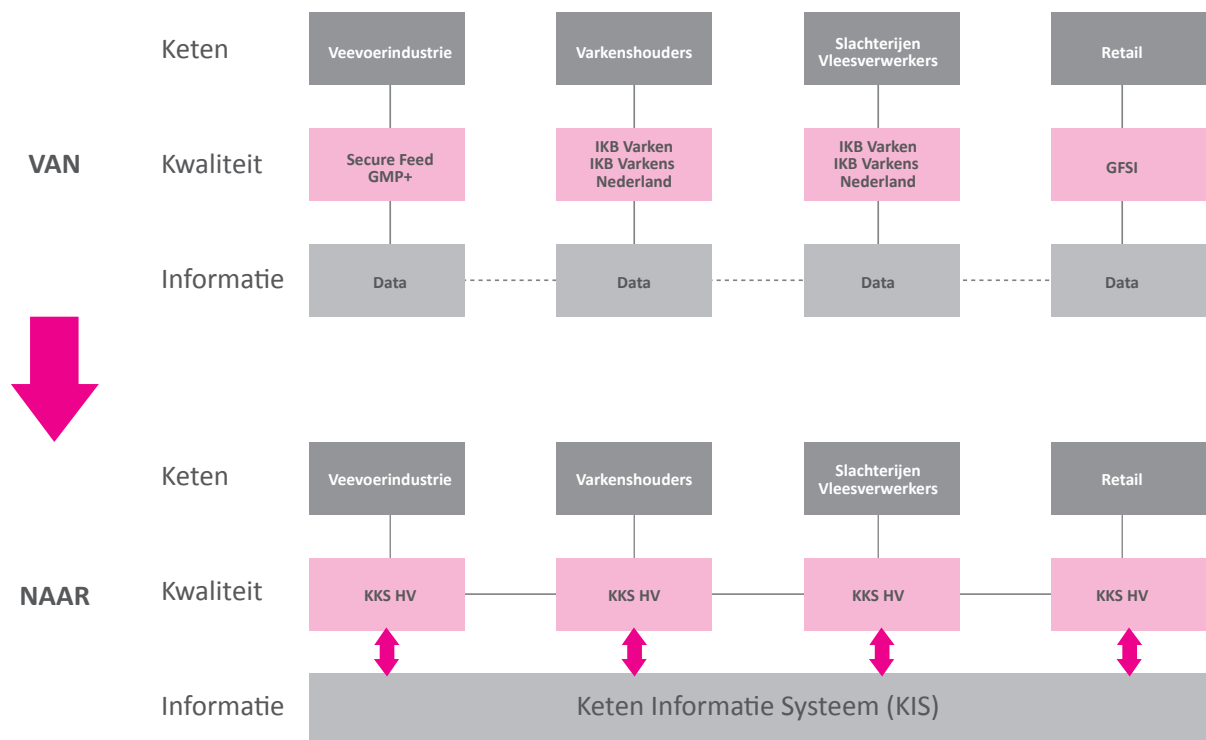 Keten
Veevoerindustrie
Varkenshouders
Slachterijen
Vleesverwerkers
Retail
VAN
Kwaliteit
Secure Feed
GMP+
IKB Varken
IKB Varkens
Nederland
IKB Varken
IKB Varkens
Nederland
GFSI
Informatie
Data
Data
Data
Data
Keten
Veevoerindustrie
Varkenshouders
Slachterijen
Vleesverwerkers
Retail
NAAR
Kwaliteit
KKS HV
KKS HV
KKS HV
KKS HV
Informatie
Keten Informatie Systeem (KIS)